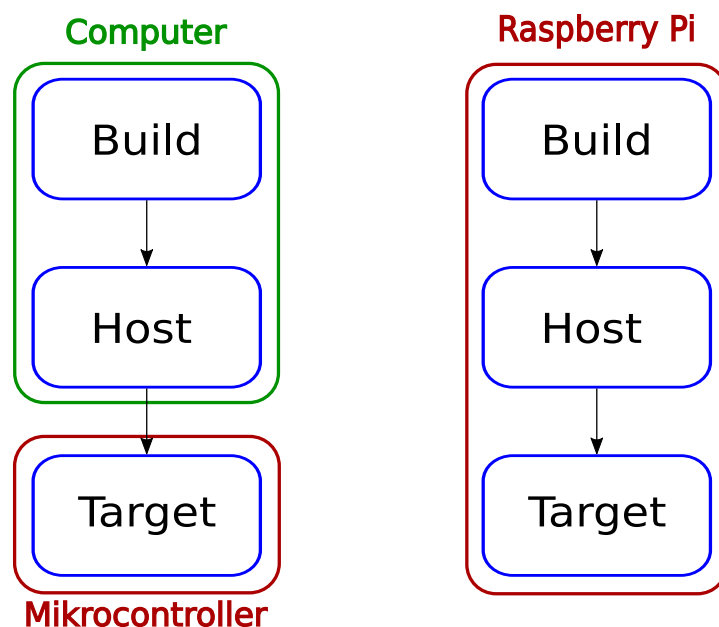 Computer
Build
Host
Target
Mikrocontroller
Raspberry Pi
Build
Host
Target